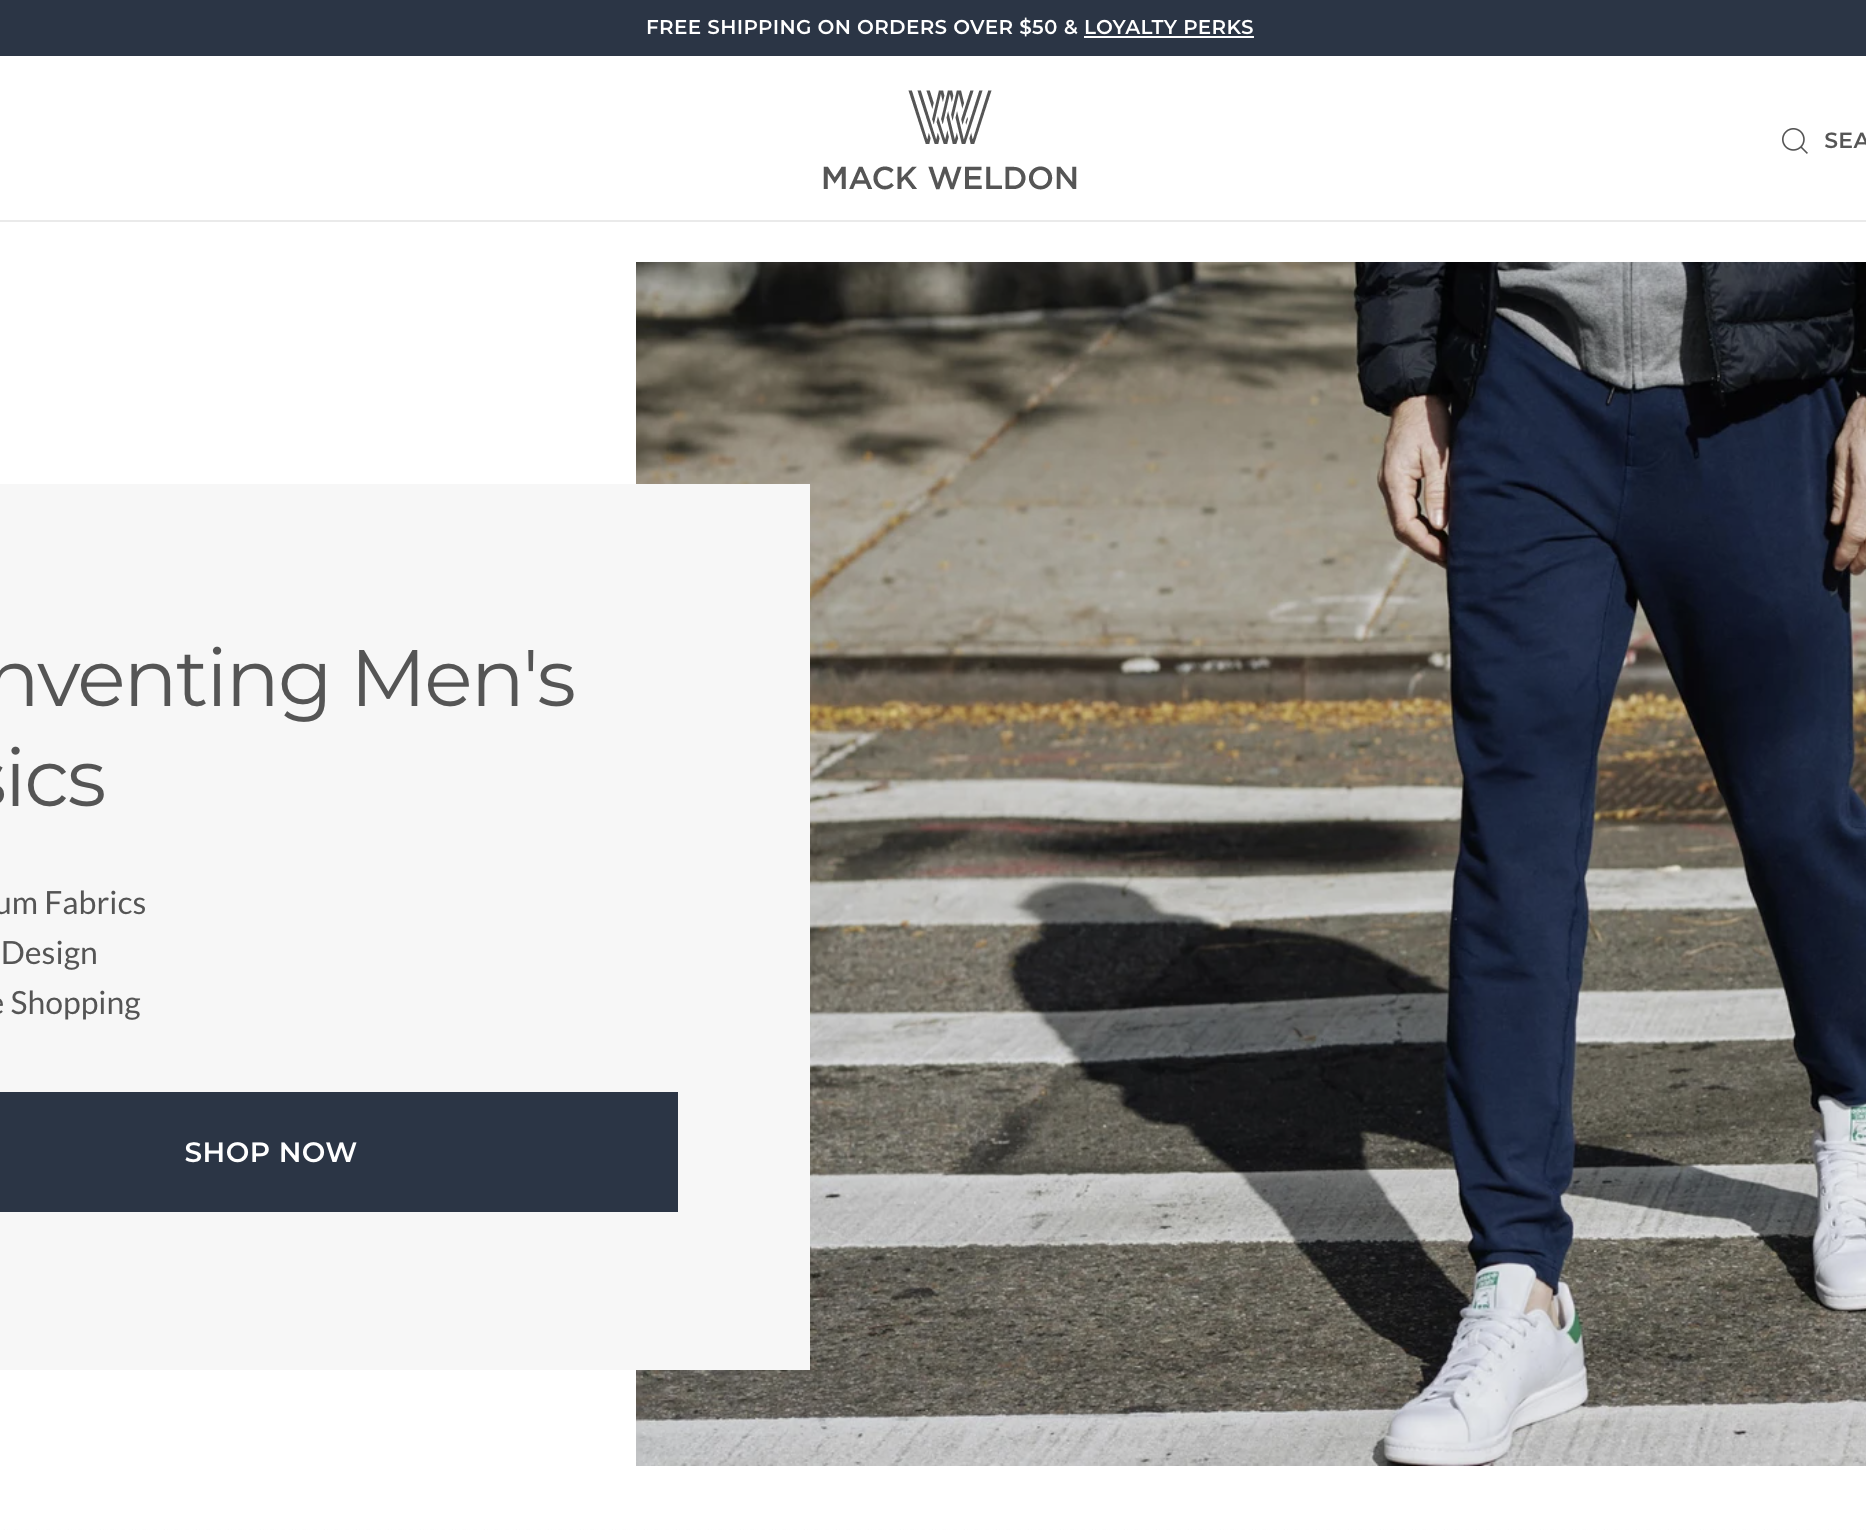 FREE SHIPPING ON ORDERS OVER $50 & LOYALTY PERKS
MACK WELDON
SEA
nventing Men's
sics
um Fabrics
Design
e Shopping
SHOP NOW